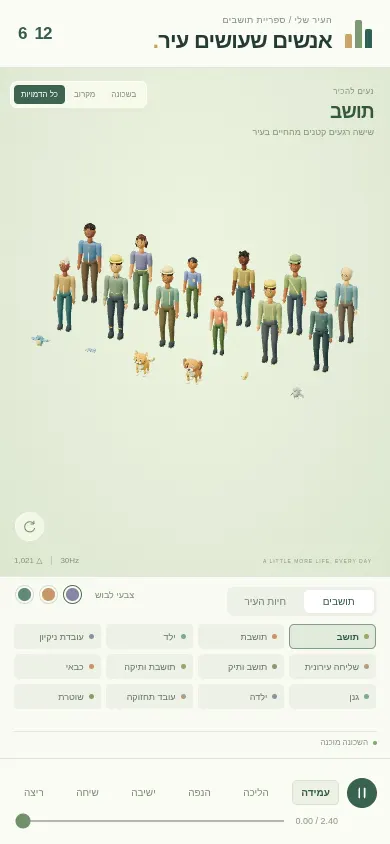 העיר שלי / ספריית תושבים
אנשים שעושים עיר.
12 6
כל הדמויות
מקרוב
בשכונה
נעים להכיר
תושב
שישה רגעים קטנים מהחיים בעיר
1,021 △ | 30Hz
A LITTLE MORE LIFE, EVERY DAY
תושבים
חיות העיר
צבעי לבוש
תושב
תושבת
ילד
עובדת ניקיון
שליחה עירונית
תושב ותיק
תושבת ותיקה
כבאי
גנן
ילדה
עובד תחזוקה
שוטרת
השכונה מוכנה
עמידה
הליכה
הנפה
ישיבה
שיחה
ריצה
0.00 / 2.40